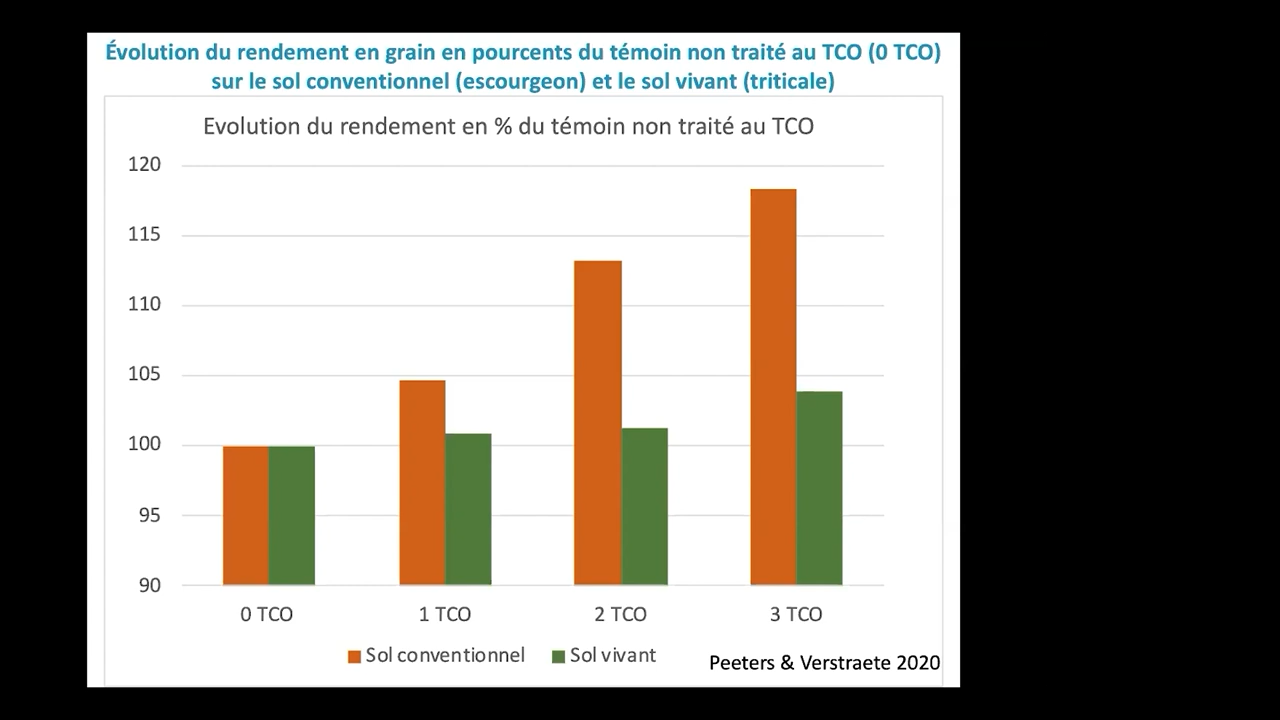 Évolution du rendement en grain en pourcents du témoin non traité au TCO (0 TCO)
sur le sol conventionnel (escourgeon) et le sol vivant (triticale)
Evolution du rendement en % du témoin non traité au TCO
120
115
110
105
100
95
90
0 TCO 1 TCO 2 TCO 3 TCO
Sol conventionnel Sol vivant
Peeters & Verstraete 2020